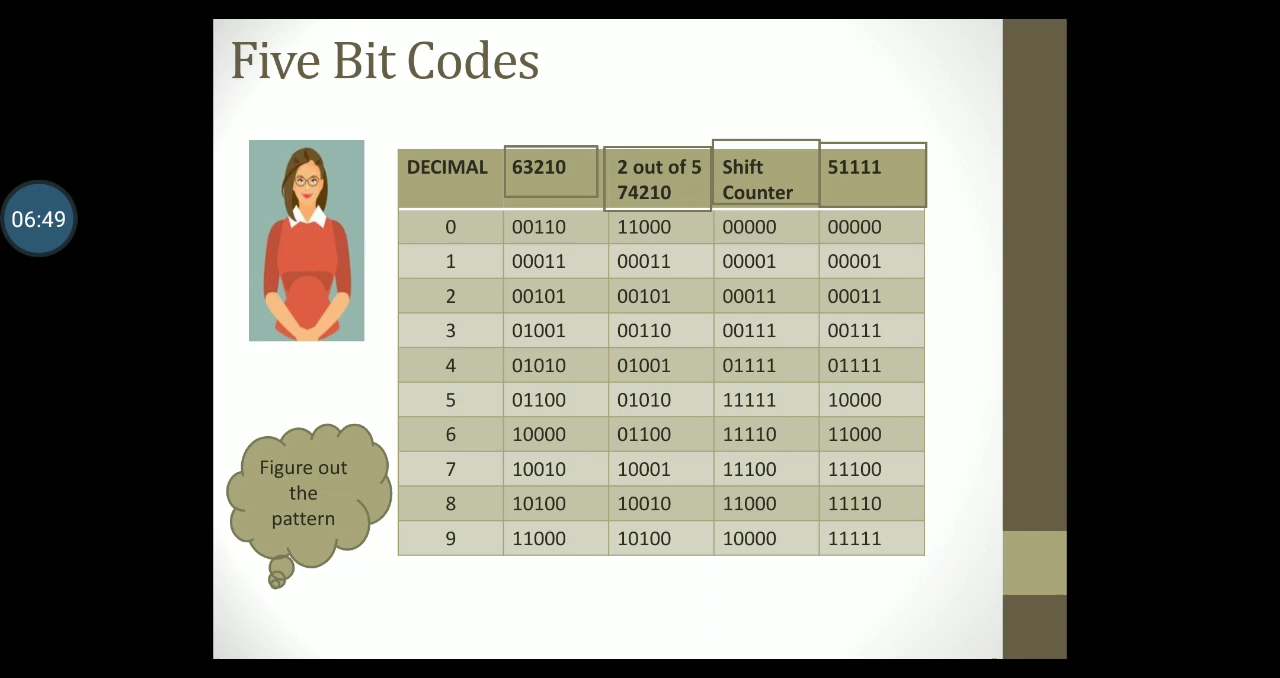 Five Bit Codes
06:49
DECIMAL 63210 2 out of 5 74210 Shift Counter 51111
0 00110 11000 00000 00000
1 00011 00011 00001 00001
2 00101 00101 00011 00011
3 01001 00110 00111 00111
4 01010 01001 01111 01111
5 01100 01010 11111 10000
6 10000 01100 11110 11000
7 10010 10001 11100 11100
8 10100 10010 11000 11110
9 11000 10100 10000 11111
Figure out
the
pattern